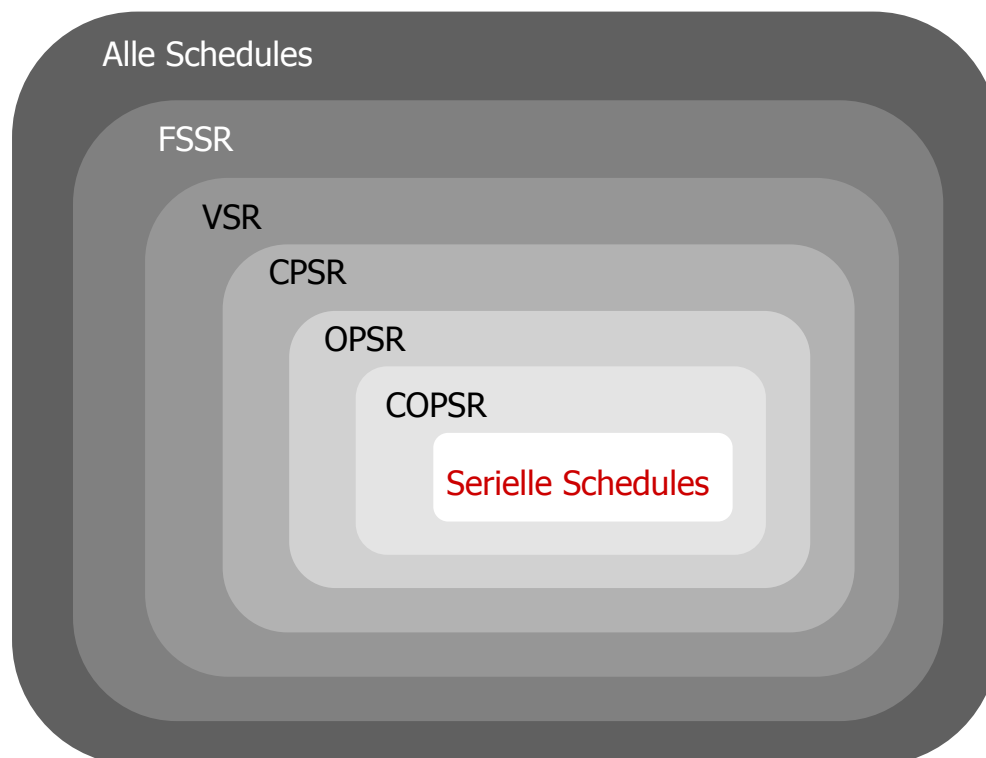 Alle Schedules
FSSR
VSR
CPSR
OPSR
COPSR
Serielle Schedules